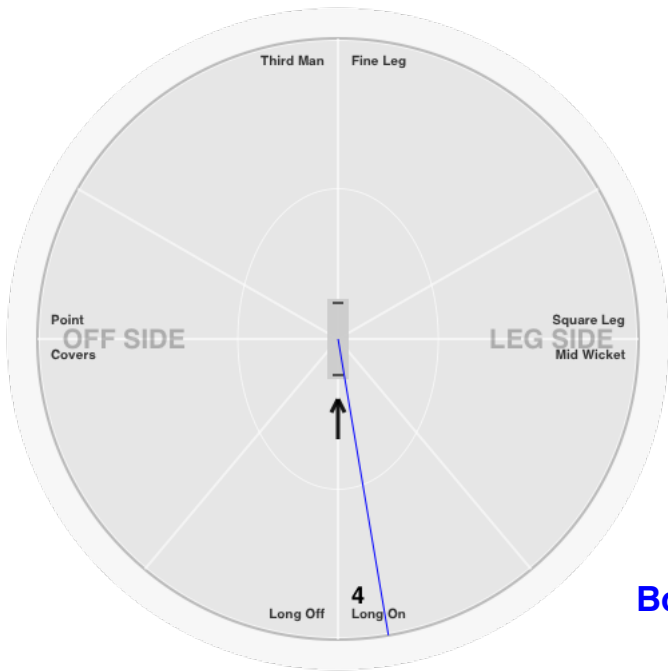 Third Man
Fine Leg
Point
Square Leg
OFF SIDE
LEG SIDE
Covers
Mid Wicket
4
Long Off
Long On
Bo